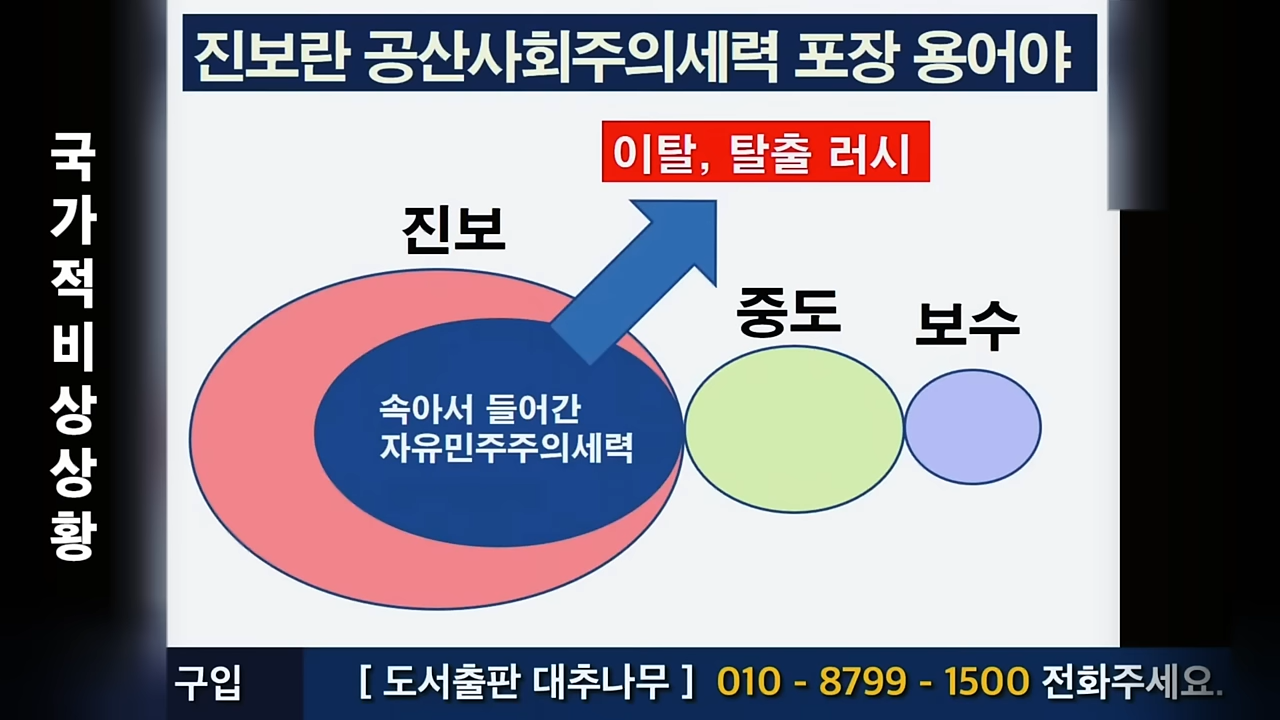 진보란 공산사회주의세력 포장 용어야
국가적비상상황
이탈, 탈출 러시
진보
중도
보수
속아서 들어간
자유민주주의세력
구입
[ 도서출판 대추나무 ] 010 - 8799 - 1500 전화주세요.